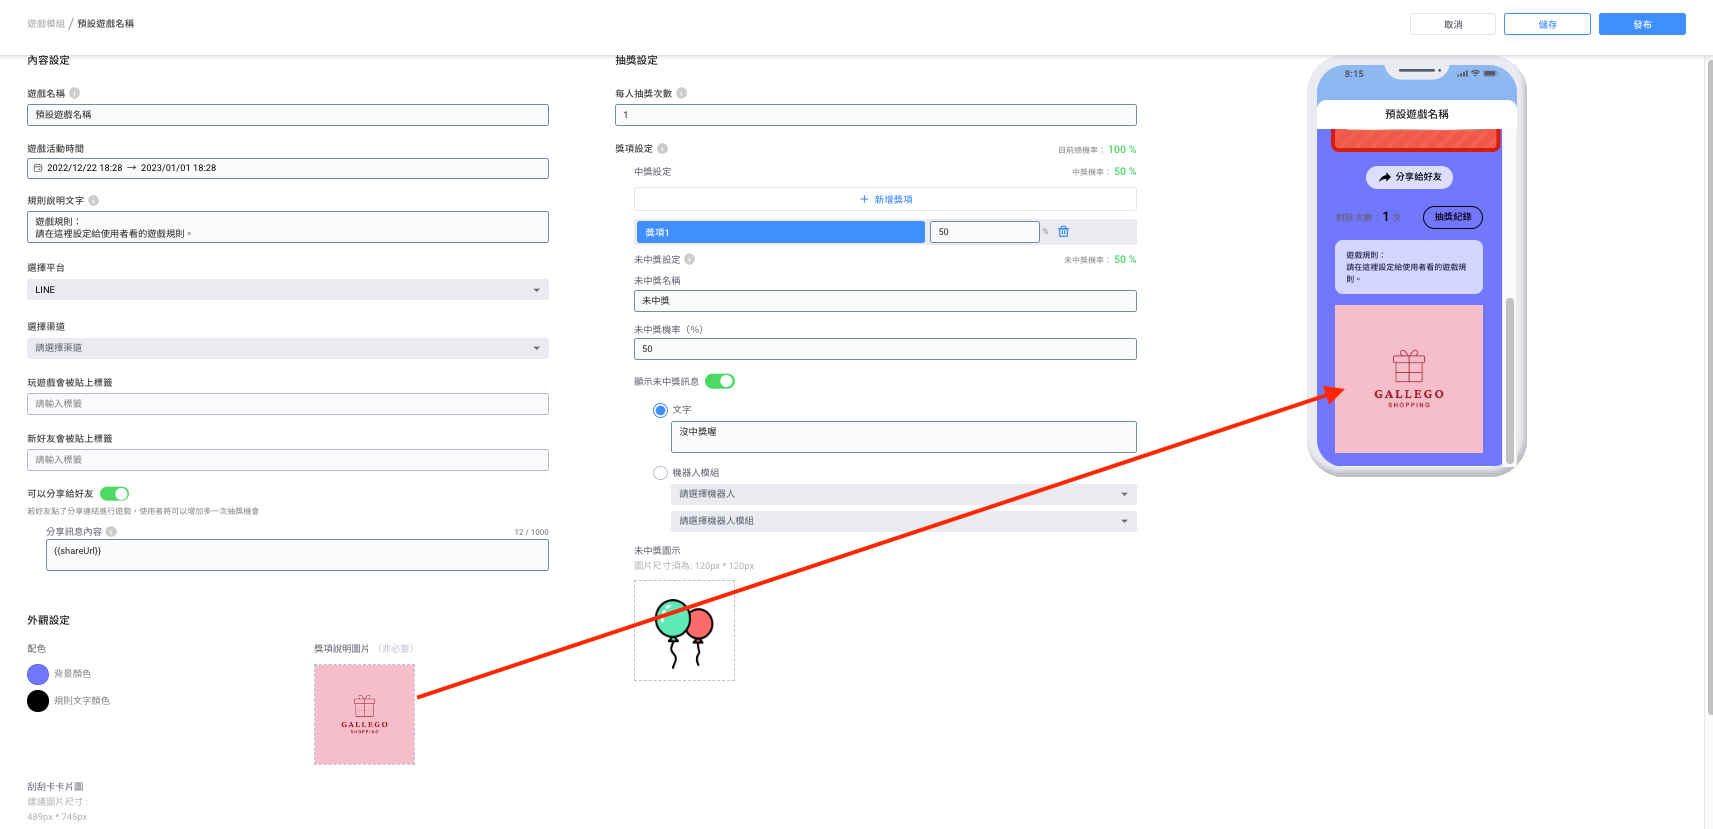 遊戲模組 / 預設遊戲名稱
取消
儲存
發布
內容設定
遊戲名稱
預設遊戲名稱
遊戲活動時間
2022/12/22 18:28 → 2023/01/01 18:28
規則說明文字
遊戲規則：
請在這裡設定給使用者看的遊戲規則。
選擇平台
LINE
選擇渠道
請選擇渠道
玩遊戲會被貼上標籤
請輸入標籤
新好友會被貼上標籤
請輸入標籤
可以分享給好友
若好友點了分享連結進行遊戲，使用者將可以增加多一次抽獎機會
分享訊息內容
12 / 1000
{{shareUrl}}
外觀設定
配色
背景顏色
規則文字顏色
獎項說明圖片 （非必要）
GALLEGO
SHOPPING
刮刮卡卡片圖
建議圖片尺寸 :
489px * 745px
抽獎設定
每人抽獎次數
1
獎項設定
目前總機率： 100 %
中獎設定
中獎機率： 50 %
＋ 新增獎項
獎項1
50
%
未中獎設定
未中獎機率： 50 %
未中獎名稱
未中獎
未中獎機率（%）
50
顯示未中獎訊息
文字
沒中獎喔
機器人模組
請選擇機器人
請選擇機器人模組
未中獎圖示
圖片尺寸須為: 120px * 120px
8:15
預設遊戲名稱
分享給好友
剩餘次數：1 次
抽獎紀錄
遊戲規則：
請在這裡設定給使用者看的遊戲規
則。
GALLEGO
SHOPPING